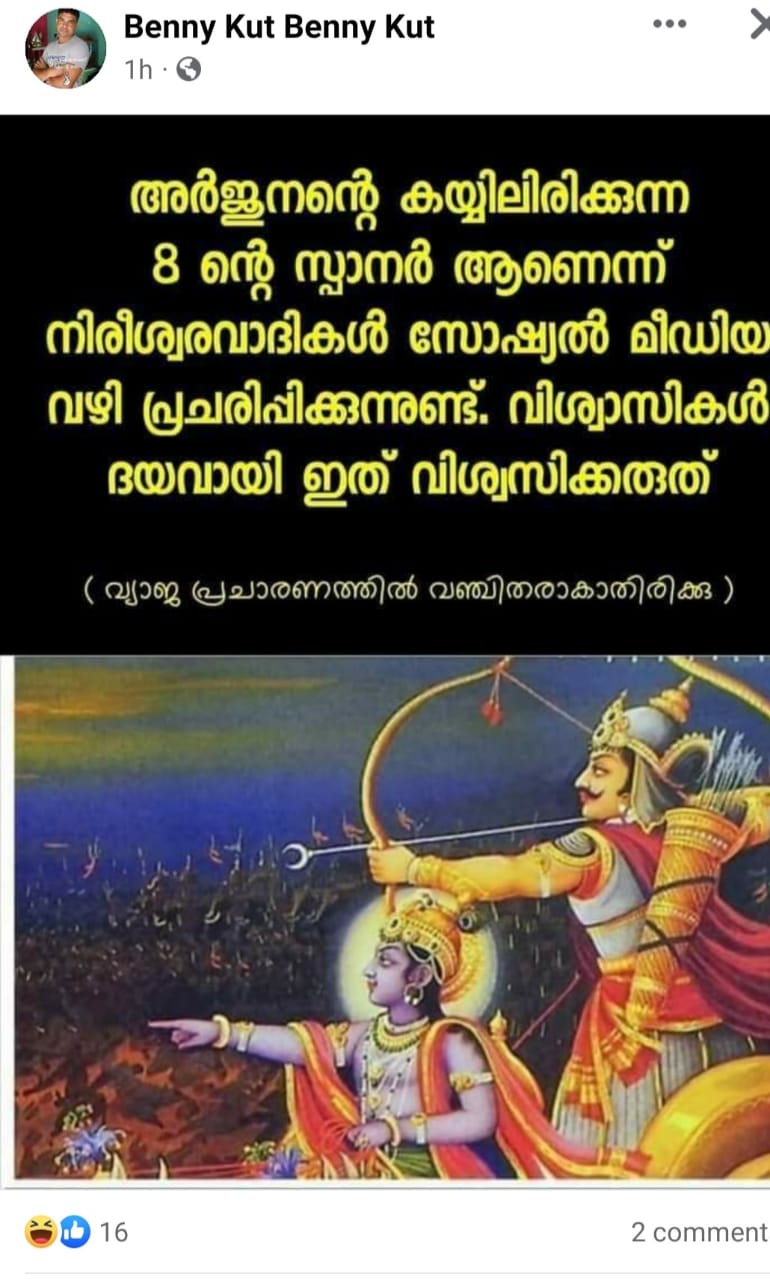 Benny Kut Benny Kut
1h ·
അർജുനന്റെ കയ്യിലിരിക്കുന്ന
8 ന്റെ സ്പാനർ ആണെന്ന്
നിരീശ്വരവാദികൾ സോഷ്യൽ മീഡിയ
വഴി പ്രചരിപ്പിക്കുന്നുണ്ട്. വിശ്വാസികൾ
ദയവായി ഇത് വിശ്വസിക്കരുത്
( വ്യാജ പ്രചാരണത്തിൽ വഞ്ചിതരാകാതിരിക്കു )
16
2 comment